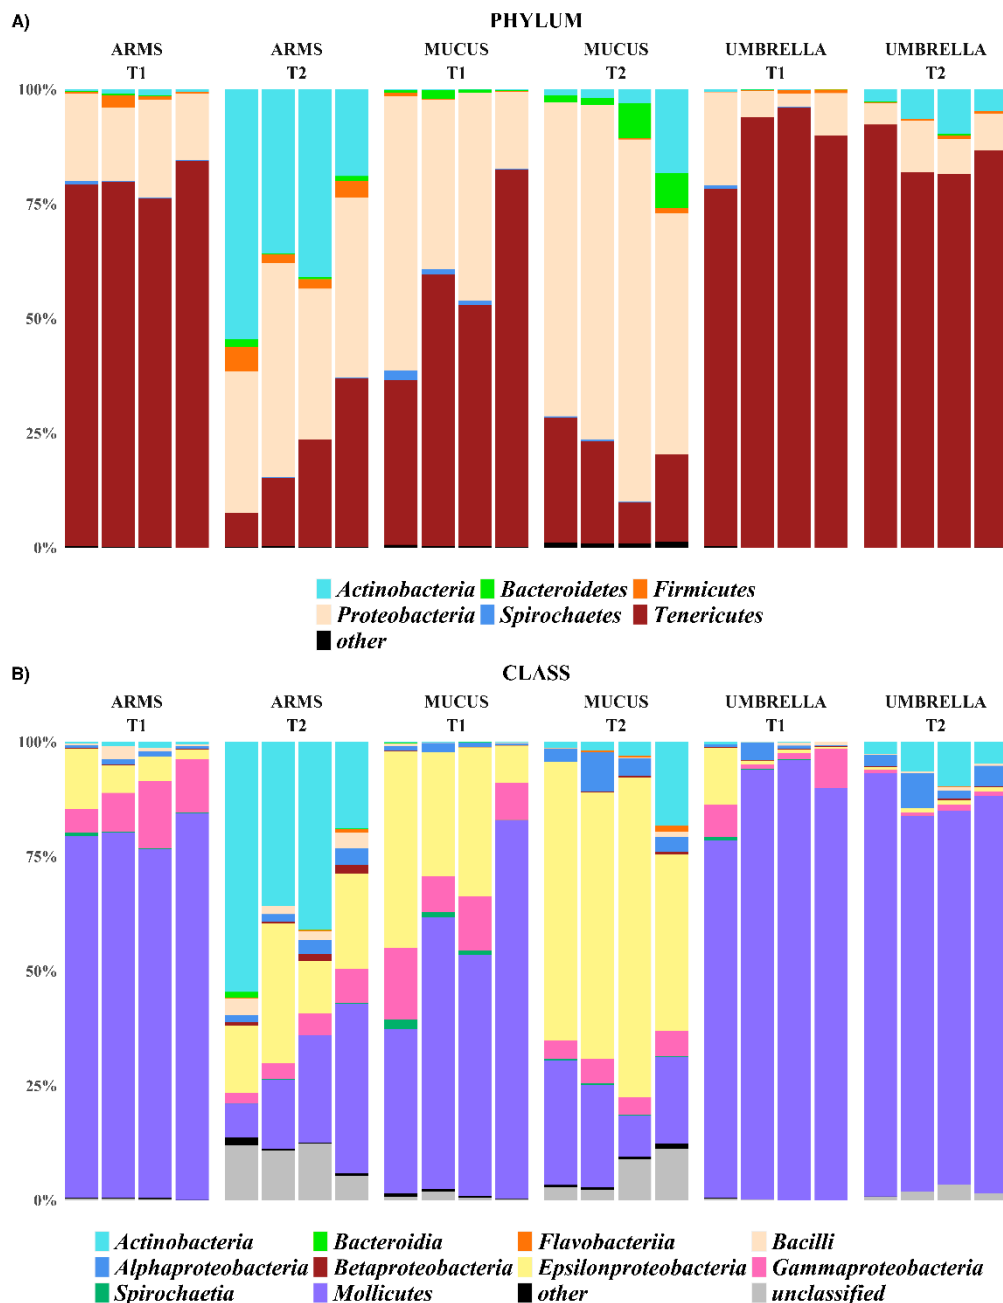 A)
PHYLUM
ARMS ARMS MUCUS MUCUS UMBRELLA UMBRELLA
T1 T2 T1 T2 T1 T2
100%
75%
50%
25%
0%
Actinobacteria Bacteroidetes Firmicutes
Proteobacteria Spirochaetes Tenericutes
other
B)
CLASS
ARMS ARMS MUCUS MUCUS UMBRELLA UMBRELLA
T1 T2 T1 T2 T1 T2
100%
75%
50%
25%
0%
Actinobacteria Bacteroidia Flavobacteriia Bacilli
Alphaproteobacteria Betaproteobacteria Epsilonproteobacteria Gammaproteobacteria
Spirochaetia Mollicutes other unclassified